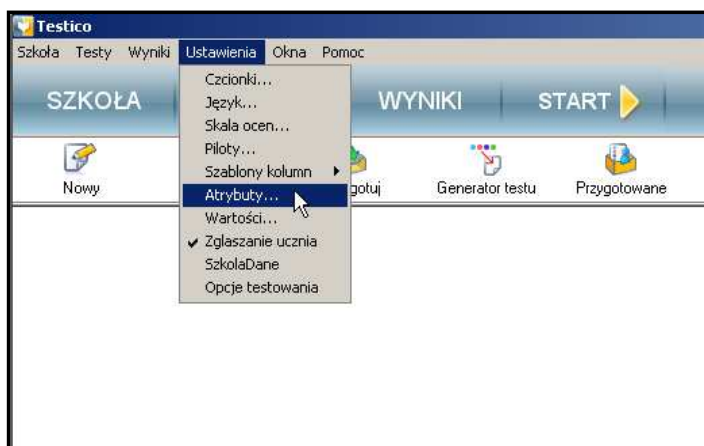 Testico
Szkoła Testy Wyniki Ustawienia Okna Pomoc
SZKOŁA WYNIKI START
Czcionki...
Język...
Skala ocen...
Piloty...
Szablony kolumn
Atrybuty...
Wartości...
Zglaszanie ucznia
SzkolaDane
Opcje testowania
Nowy gotuj Generator testu Przygotowane